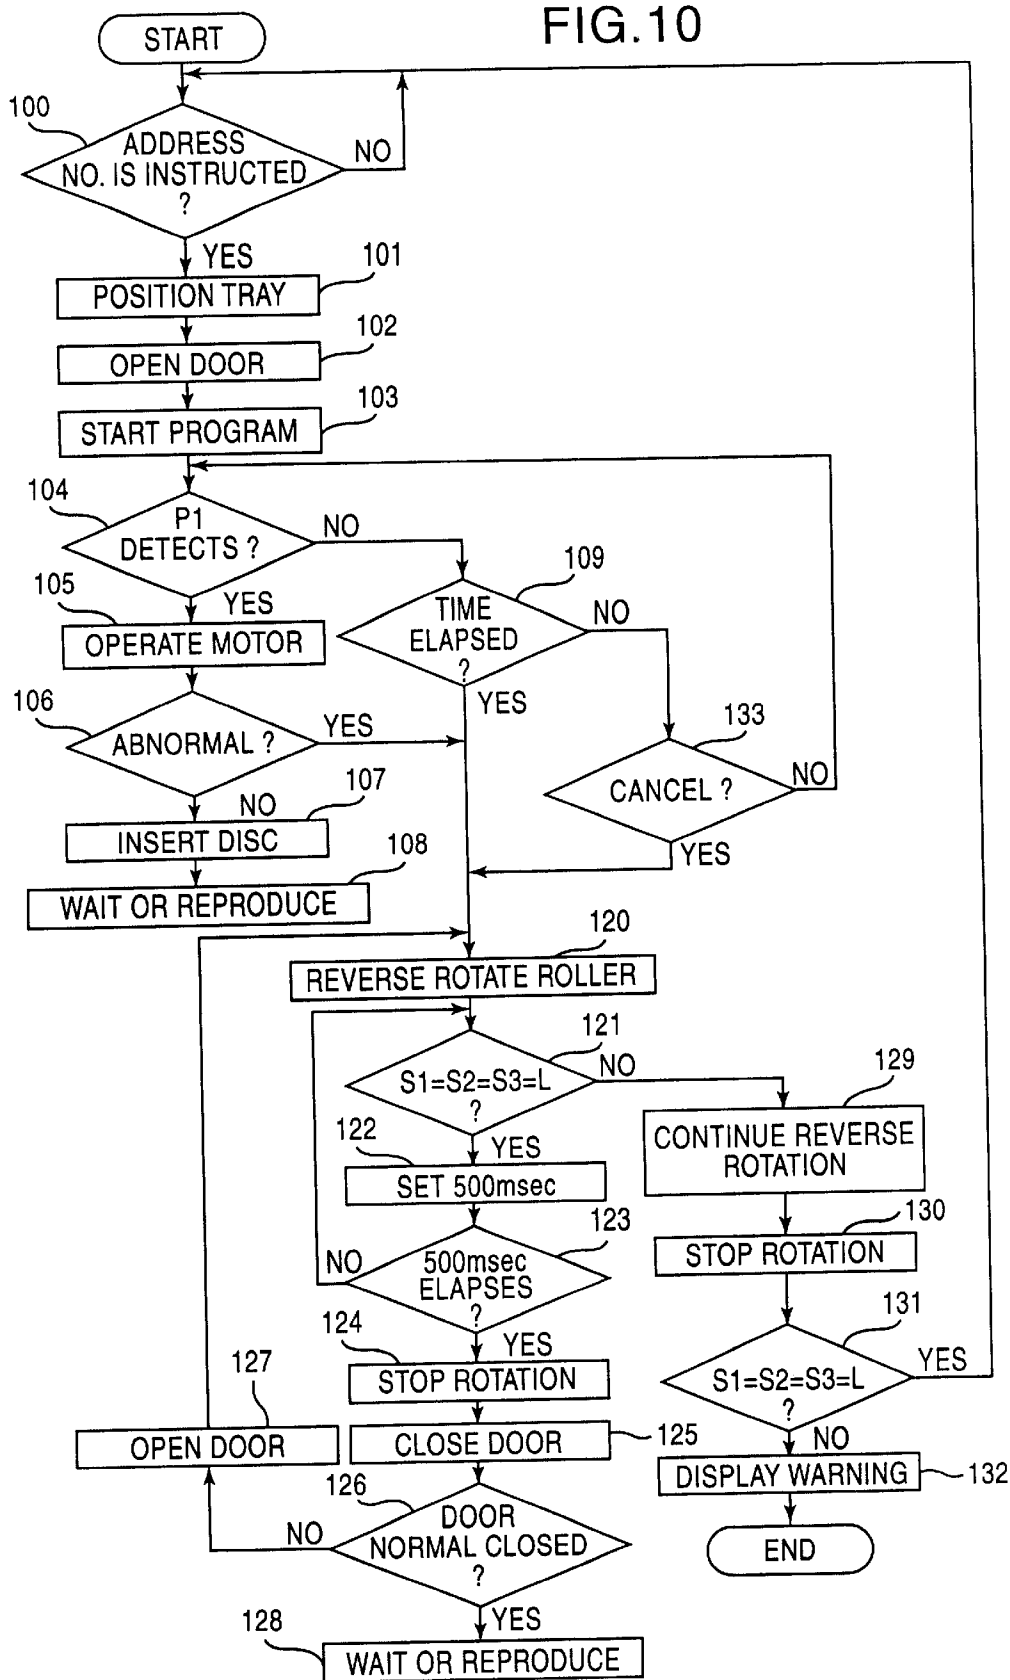 FIG.10
START
100
ADDRESS
NO. IS INSTRUCTED
?
NO
YES
101
POSITION TRAY
102
OPEN DOOR
103
START PROGRAM
104
P1
DETECTS ?
NO
YES
105
OPERATE MOTOR
109
TIME
ELAPSED
?
NO
YES
106
ABNORMAL ?
YES
NO
133
CANCEL ?
NO
YES
107
INSERT DISC
108
WAIT OR REPRODUCE
120
REVERSE ROTATE ROLLER
121
S1=S2=S3=L
?
NO
YES
122
SET 500msec
123
500msec
ELAPSES
?
NO
YES
124
STOP ROTATION
125
CLOSE DOOR
126
DOOR
NORMAL CLOSED
?
NO
YES
127
OPEN DOOR
128
WAIT OR REPRODUCE
129
CONTINUE REVERSE
ROTATION
130
STOP ROTATION
131
S1=S2=S3=L
?
YES
NO
DISPLAY WARNING
132
END